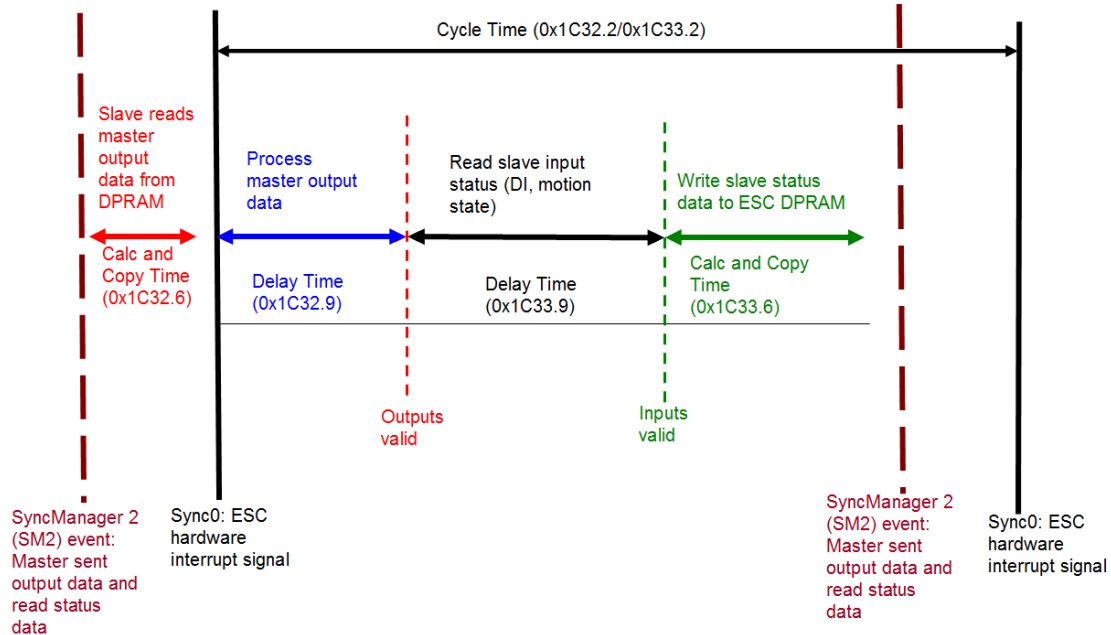 Cycle Time (0x1C32.2/0x1C33.2)
Slave reads
master
output
data from
DPRAM
Process
master output
data
Read slave input
status (DI, motion
state)
Write slave status
data to ESC DPRAM
Calc and
Copy Time
(0x1C32.6)
Delay Time
(0x1C32.9)
Delay Time
(0x1C33.9)
Calc and Copy
Time
(0x1C33.6)
Outputs
valid
Inputs
valid
SyncManager 2
(SM2) event:
Master sent
output data and
read status
data
Sync0: ESC
hardware
interrupt signal
SyncManager 2
(SM2) event:
Master sent
output data and
read status
data
Sync0: ESC
hardware
interrupt signal